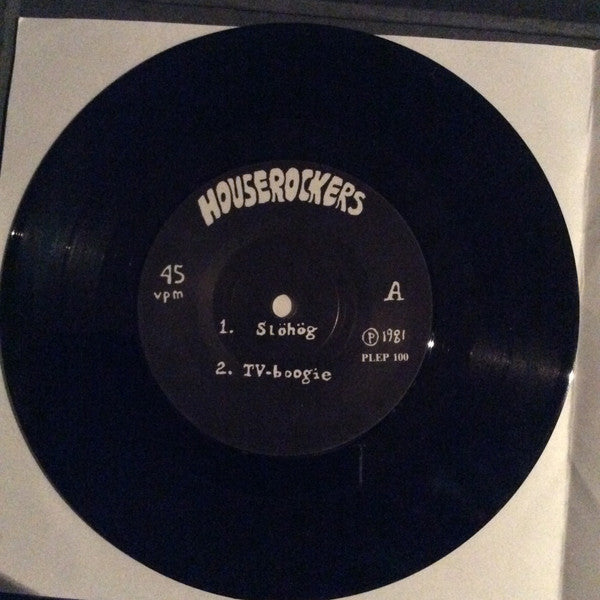 HOUSEROCKERS
45
vpm
A
1. Slöhög
℗ 1981
PLEP 100
2. TV-boogie